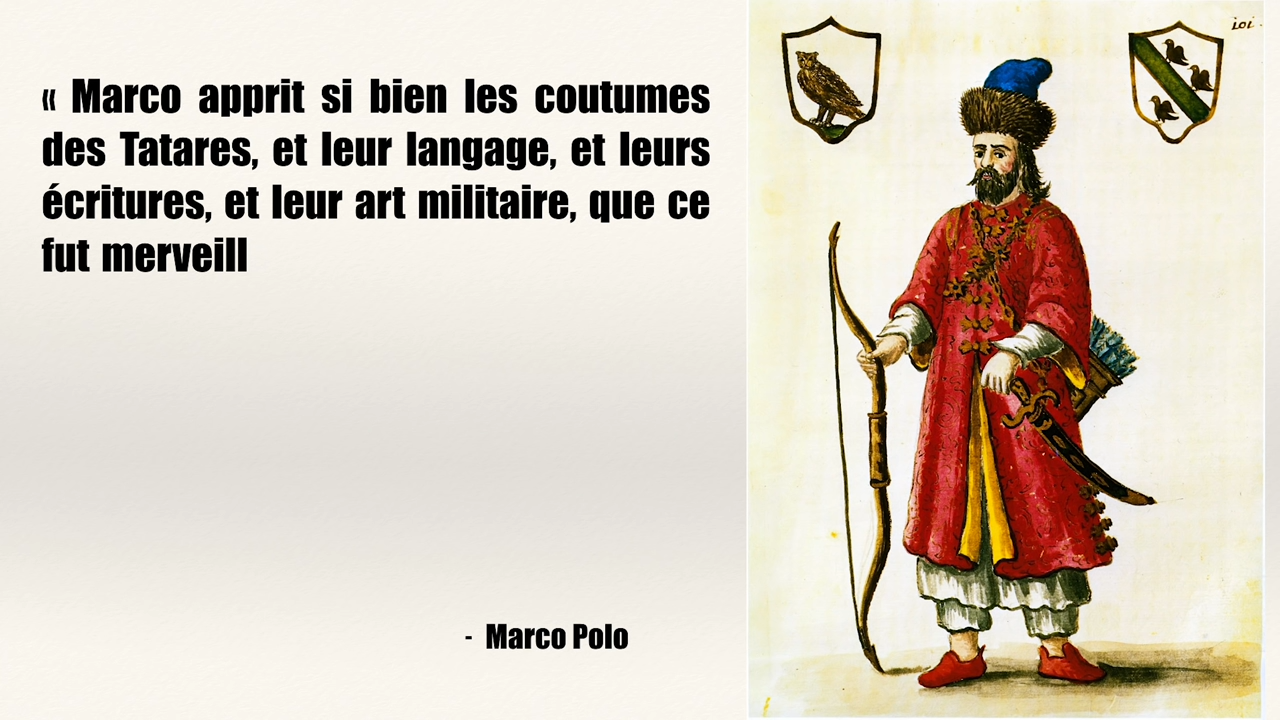 « Marco apprit si bien les coutumes
des Tatares, et leur langage, et leurs
écritures, et leur art militaire, que ce
fut merveill
- Marco Polo
101.